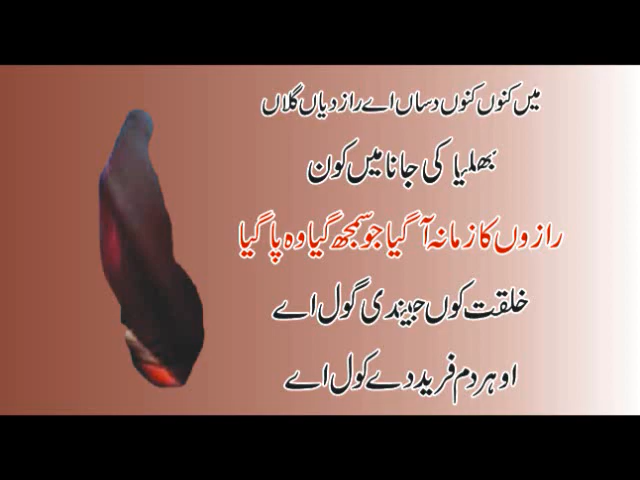 میں کنوں کنوں دساں اے راز دیاں گلاں
بھلیا کی جانا میں کون
رازوں کا زمانہ آ گیا جو سمجھ گیا وہ پا گیا
خلقت کوں جیندی گول اے
او ہر دم فرید دے کول اے